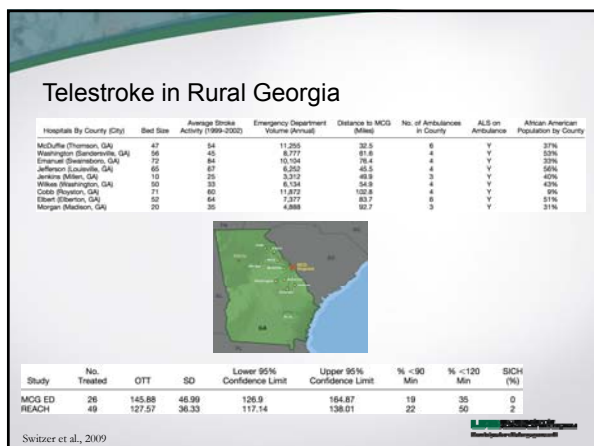 Telestroke in Rural Georgia
Hospitals By County (City) Bed Size Average Stroke Activity (1999–2002) Emergency Department Volume (Annual) Distance to MCG (Miles) No. of Ambulances in County ALS on Ambulance African American Population by County
McDuffie (Thomson, GA) 47 54 11,255 32.5 6 Y 37%
Washington (Sandersville, GA) 56 45 8,777 61.6 4 Y 53%
Emanuel (Swainsboro, GA) 72 84 10,104 76.4 4 Y 33%
Jefferson (Louisville, GA) 65 67 6,252 45.5 4 Y 56%
Jenkins (Millen, GA) 10 25 3,312 49.9 3 Y 40%
Wilkes (Washington, GA) 50 33 6,134 54.9 4 Y 43%
Cobb (Royston, GA) 71 60 11,872 102.8 4 Y 9%
Elbert (Elberton, GA) 52 64 7,377 83.7 6 Y 51%
Morgan (Madison, GA) 20 35 4,888 92.7 3 Y 31%
GA
Study No. Treated OTT SD Lower 95% Confidence Limit Upper 95% Confidence Limit % <90 Min % <120 Min SICH (%)
MCG ED 26 145.88 46.99 126.9 164.87 19 35 0
REACH 49 127.57 36.33 117.14 138.01 22 50 2
Switzer et al., 2009